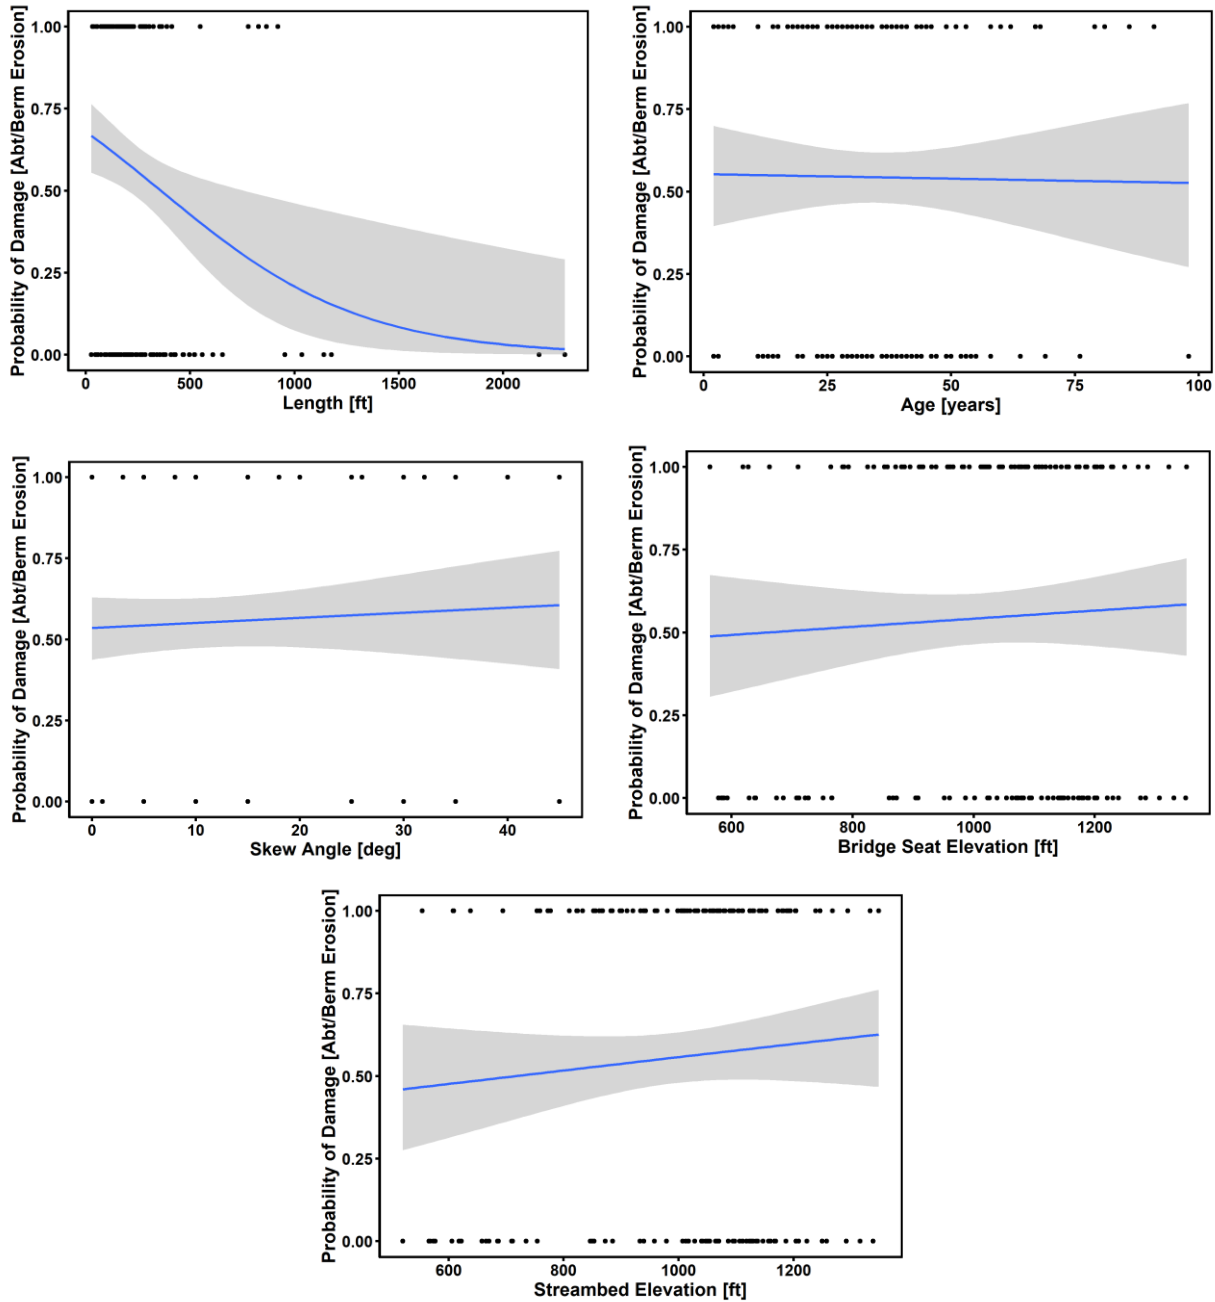 Probability of Damage [Abt/Berm Erosion]
1.00
0.75
0.50
0.25
0.00
0 500 1000 1500 2000
Length [ft]
Probability of Damage [Abt/Berm Erosion]
1.00
0.75
0.50
0.25
0.00
0 25 50 75 100
Age [years]
Probability of Damage [Abt/Berm Erosion]
1.00
0.75
0.50
0.25
0.00
0 10 20 30 40
Skew Angle [deg]
Probability of Damage [Abt/Berm Erosion]
1.00
0.75
0.50
0.25
0.00
600 800 1000 1200
Bridge Seat Elevation [ft]
Probability of Damage [Abt/Berm Erosion]
1.00
0.75
0.50
0.25
0.00
600 800 1000 1200
Streambed Elevation [ft]